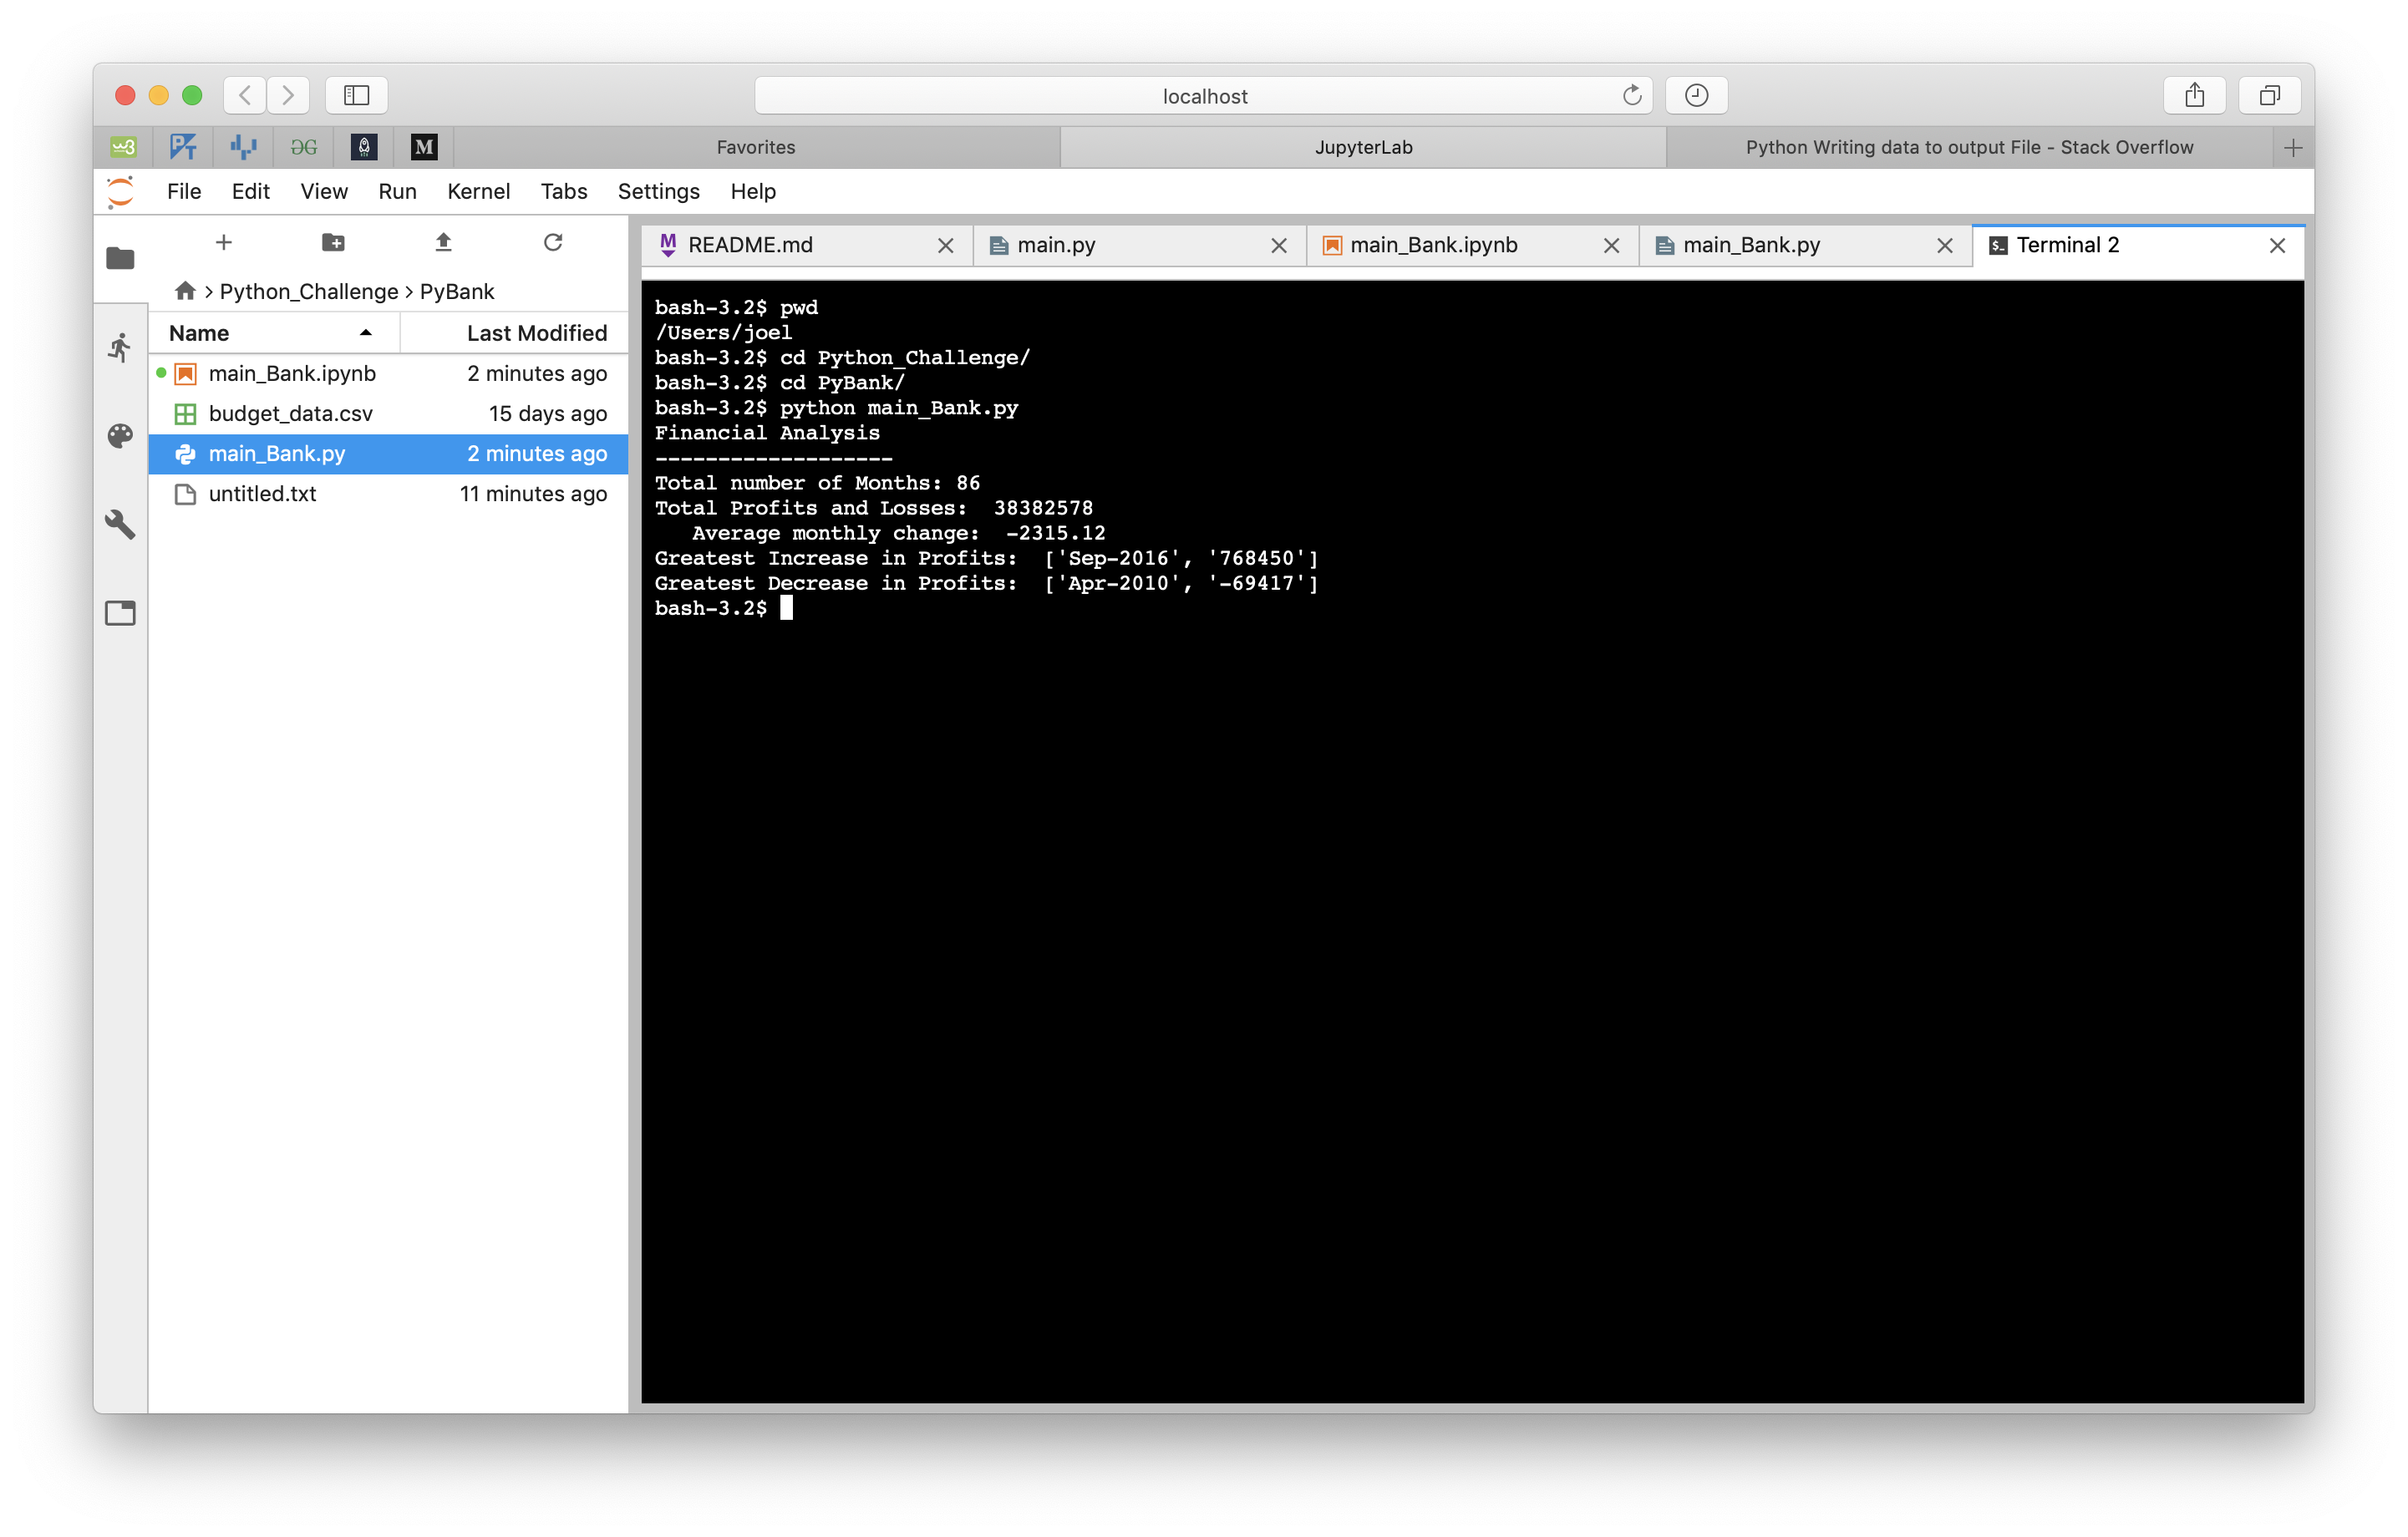 localhost
w3 PT GG M Favorites JupyterLab Python Writing data to output File - Stack Overflow
File Edit View Run Kernel Tabs Settings Help
README.md main.py main_Bank.ipynb main_Bank.py Terminal 2
> Python_Challenge > PyBank
Name Last Modified
main_Bank.ipynb 2 minutes ago
budget_data.csv 15 days ago
main_Bank.py 2 minutes ago
untitled.txt 11 minutes ago
bash-3.2$ pwd
/Users/joel
bash-3.2$ cd Python_Challenge/
bash-3.2$ cd PyBank/
bash-3.2$ python main_Bank.py
Financial Analysis
-------------------
Total number of Months: 86
Total Profits and Losses:  38382578
   Average monthly change:  -2315.12
Greatest Increase in Profits:  ['Sep-2016', '768450']
Greatest Decrease in Profits:  ['Apr-2010', '-69417']
bash-3.2$